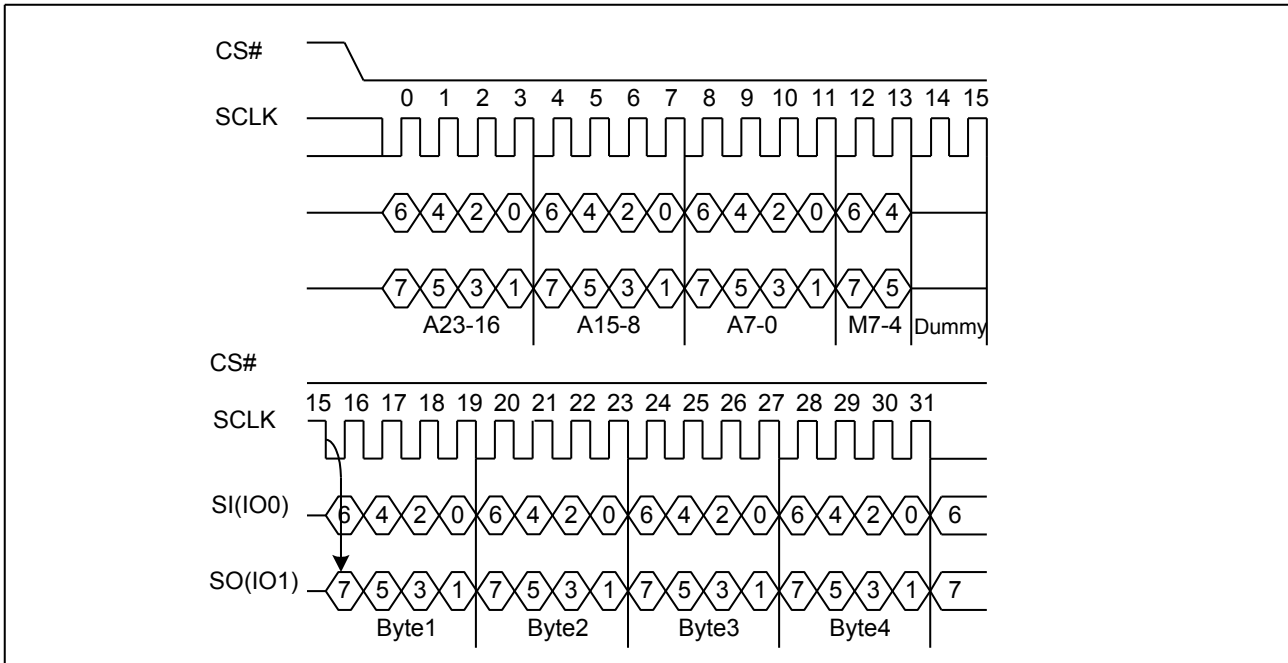 CS#
0 1 2 3 4 5 6 7 8 9 10 11 12 13 14 15
SCLK
6 4 2 0 6 4 2 0 6 4 2 0 6 4
7 5 3 1 7 5 3 1 7 5 3 1 7 5
A23-16 A15-8 A7-0 M7-4 Dummy
CS#
15 16 17 18 19 20 21 22 23 24 25 26 27 28 29 30 31
SCLK
SI(IO0) 6 4 2 0 6 4 2 0 6 4 2 0 6 4 2 0 6
SO(IO1) 7 5 3 1 7 5 3 1 7 5 3 1 7 5 3 1 7
Byte1 Byte2 Byte3 Byte4